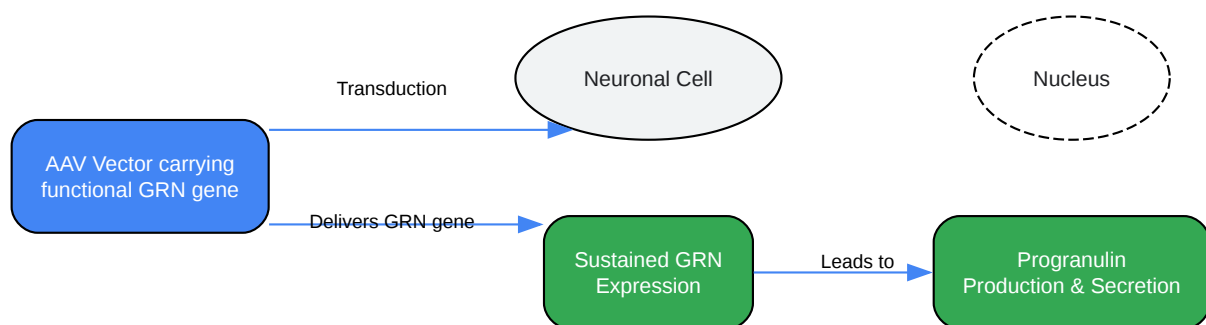 Neuronal Cell
Nucleus
Transduction
AAV Vector carrying
functional GRN gene
Delivers GRN gene
Sustained GRN
Expression
Leads to
Progranulin
Production & Secretion